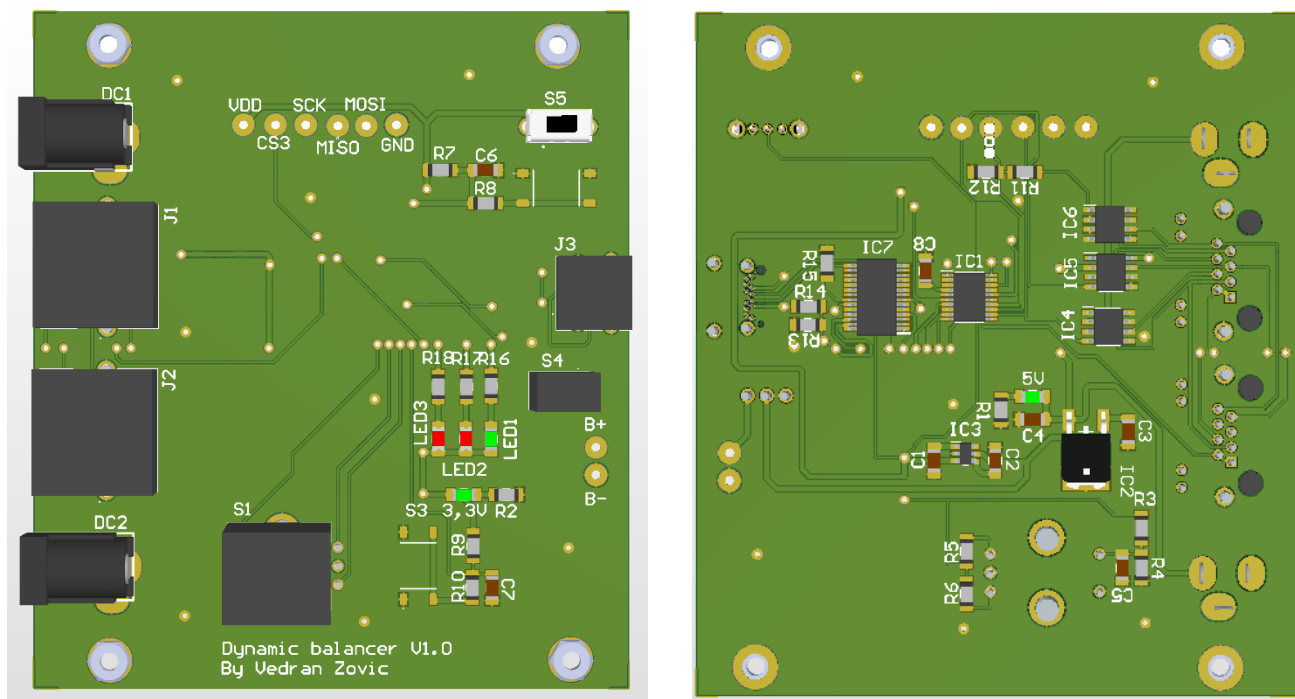 DC1
VDD
SCK
MOSI
S5
CS3
MISO
GND
R7
C6
R8
J1
J3
R18
R17
R16
S4
LED3
LED1
LED2
B+
B-
J2
3,3V
R2
S3
S1
R9
R10
C7
DC2
Dynamic balancer V1.0
By Vedran Zovic
R12
R11
IC6
IC7
C8
IC1
IC5
R15
R14
R13
IC4
5V
R1
C4
C3
IC3
C1
C2
IC2
R3
R5
R4
R6
C5